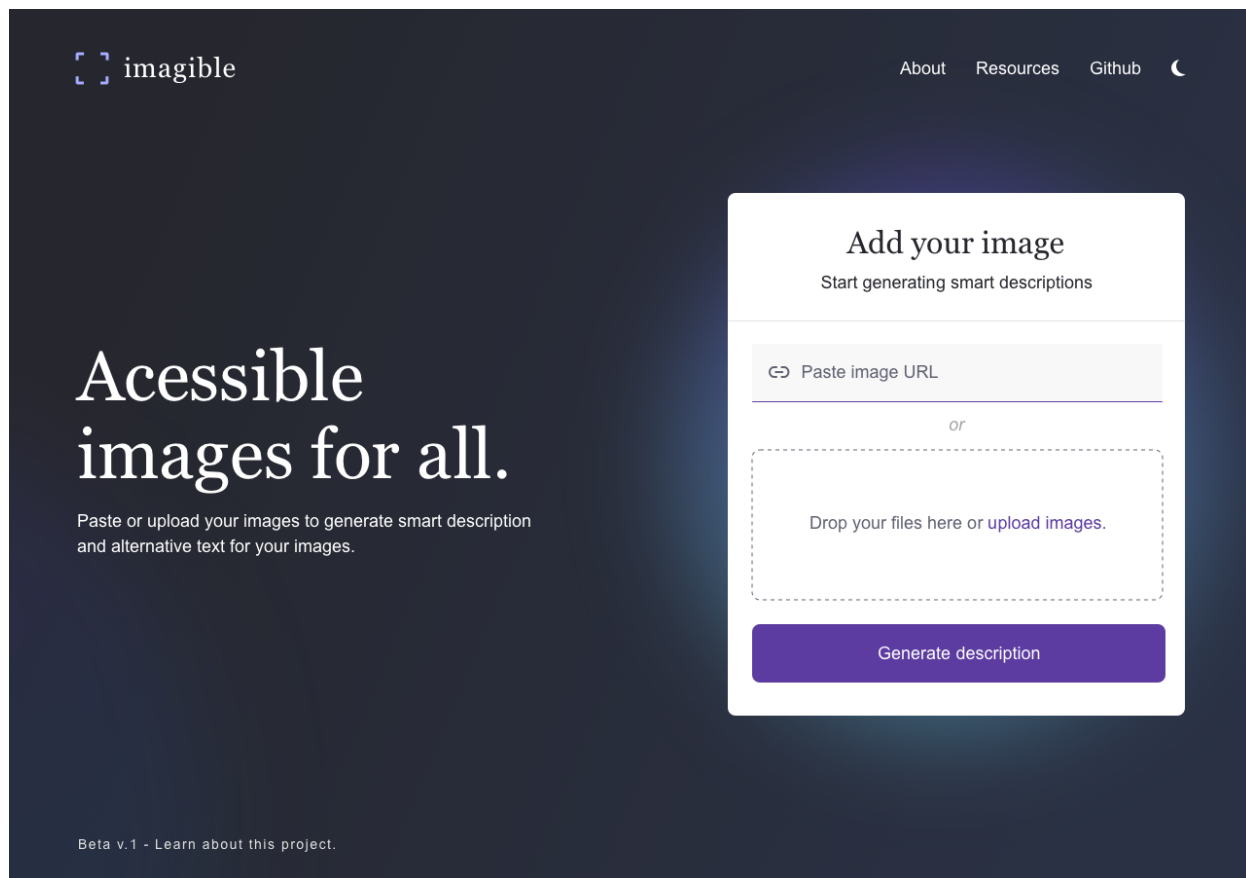 imagible
About
Resources
Github
Add your image
Start generating smart descriptions
Paste image URL
or
Drop your files here or upload images.
Generate description
Acessible
images for all.
Paste or upload your images to generate smart description
and alternative text for your images.
Beta v.1 - Learn about this project.